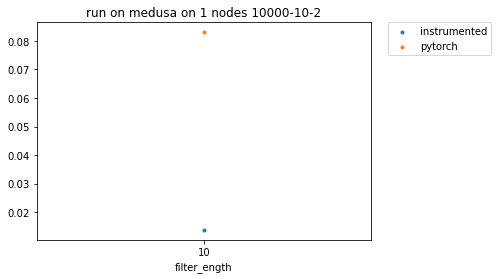 run on medusa on 1 nodes 10000-10-2
instrumented
pytorch
0.08
0.07
0.06
0.05
0.04
0.03
0.02
10
filter_ength